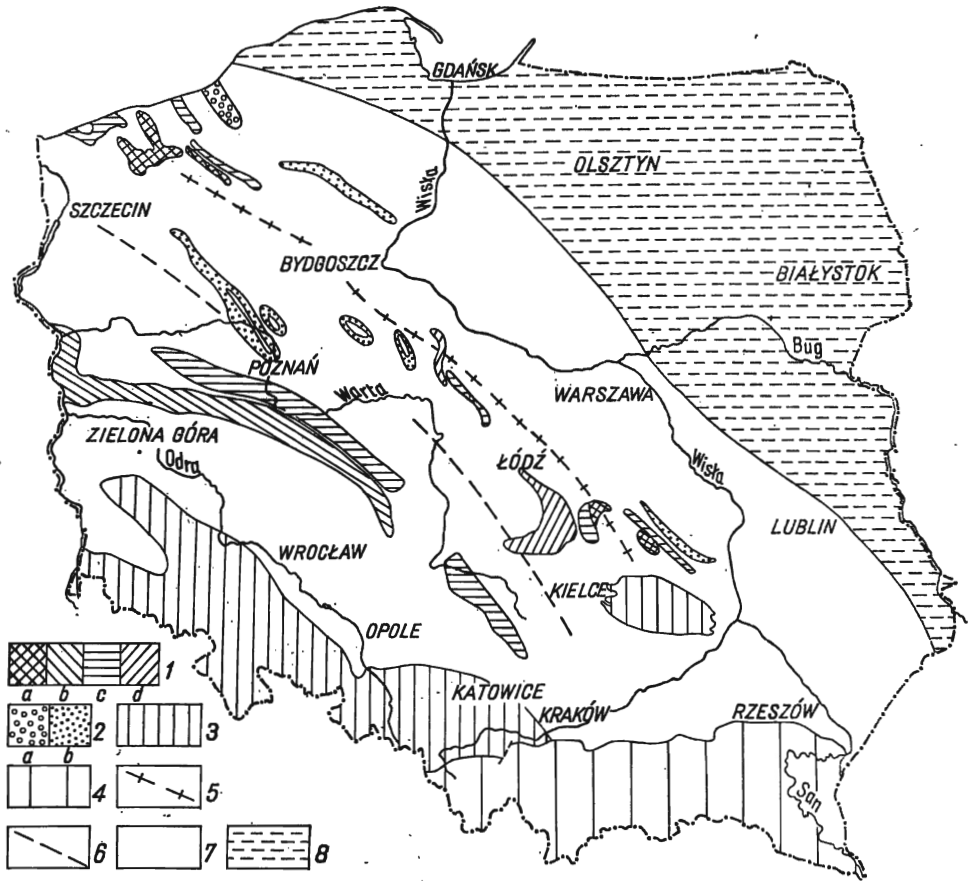 GDAŃSK
OLSZTYN
Wisła
SZCZECIN
BYDGOSZCZ
BIAŁYSTOK
Bug
POZNAŃ
Warta
WARSZAWA
ZIELONA GÓRA
Odra
ŁÓDŹ
Wisła
LUBLIN
WROCŁAW
KIELCE
OPOLE
KATOWICE
KRAKÓW
RZESZÓW
San
1
a b c d
2 3
a b
4 5
6 7 8